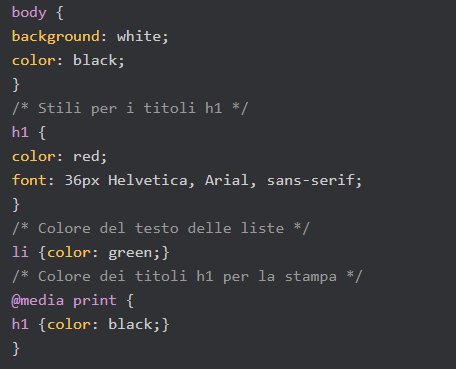 body {
background: white;
color: black;
}
/* Stili per i titoli h1 */
h1 {
color: red;
font: 36px Helvetica, Arial, sans-serif;
}
/* Colore del testo delle liste */
li {color: green;}
/* Colore dei titoli h1 per la stampa */
@media print {
h1 {color: black;}
}